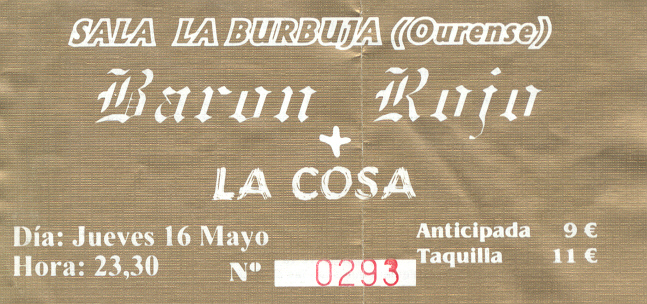 SALA LA BURBUJA ((Ourense))
Baron Rojo
+
LA COSA
Día: Jueves 16 Mayo
Hora: 23,30
Nº 0293
Anticipada 9 €
Taquilla 11 €